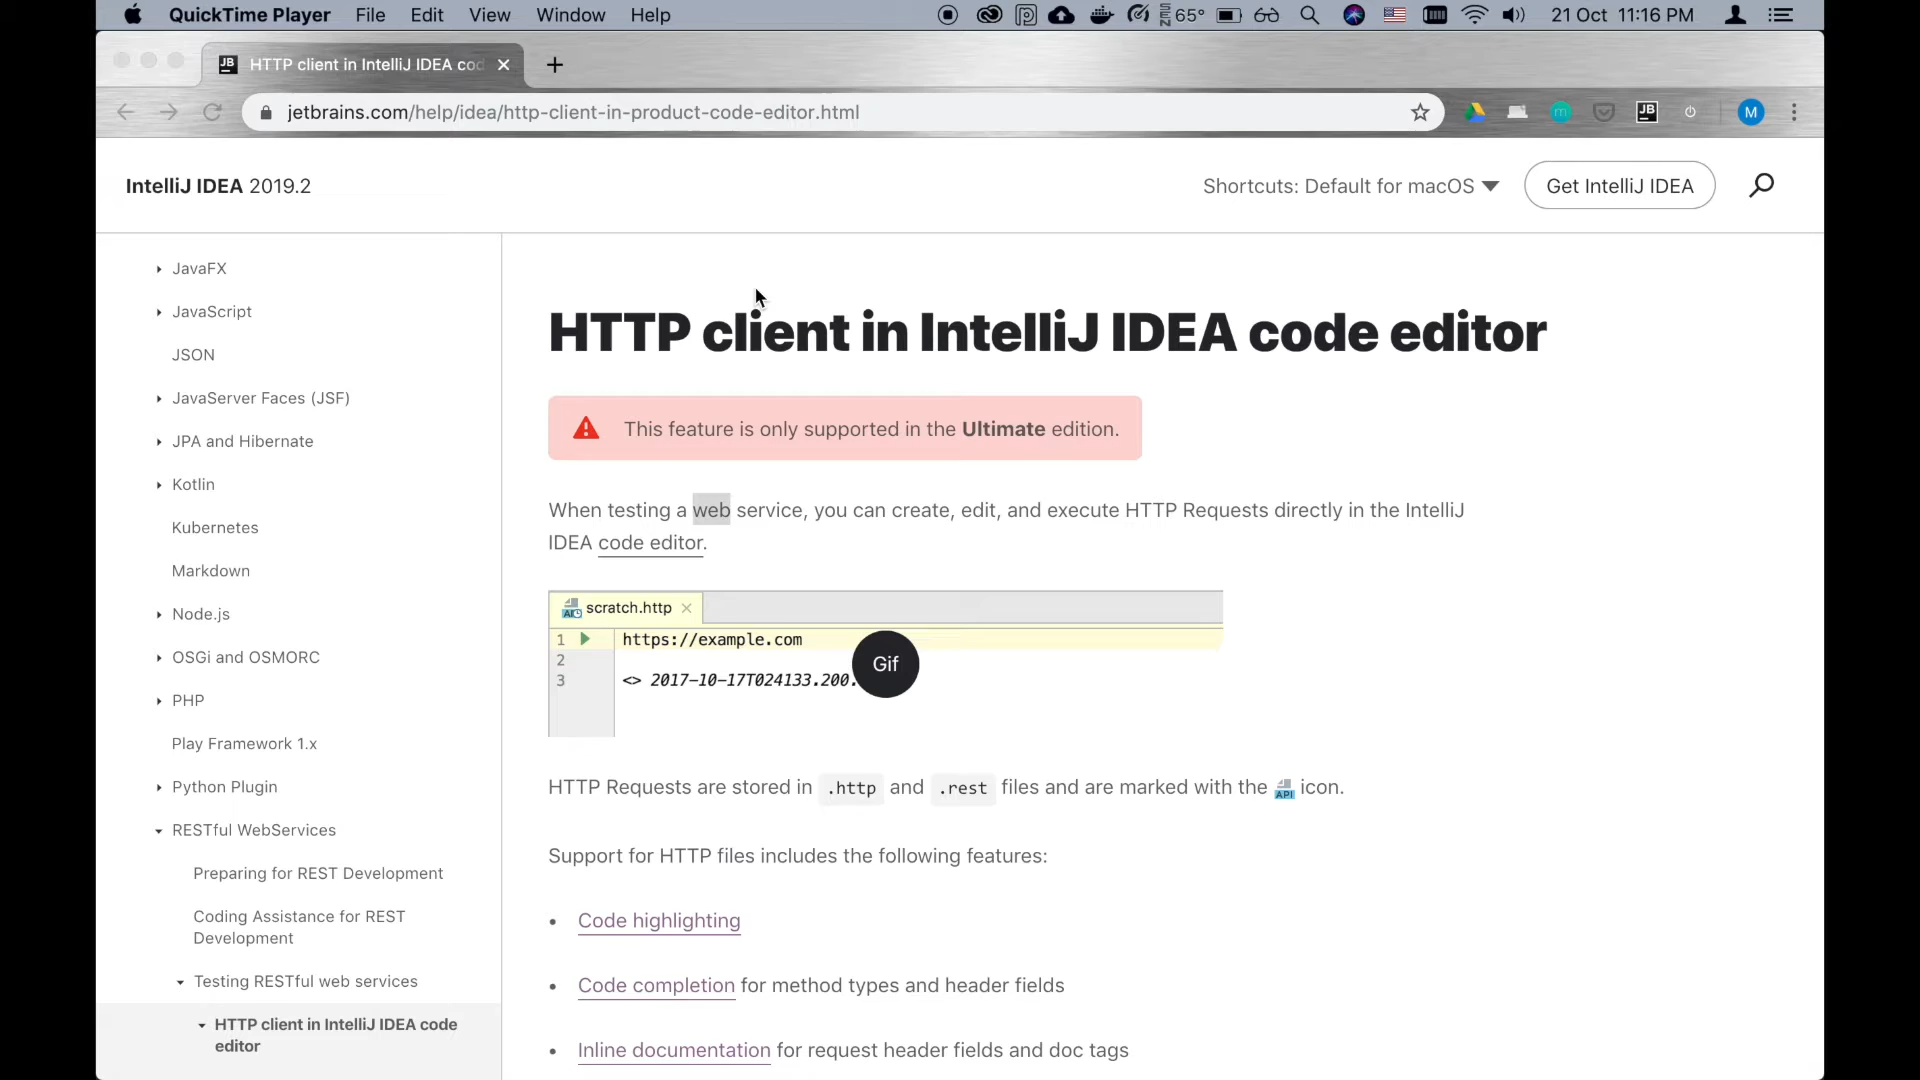 QuickTime Player File Edit View Window Help 65° 21 Oct 11:16 PM
JB HTTP client in IntelliJ IDEA cod
jetbrains.com/help/idea/http-client-in-product-code-editor.html m JB M
IntelliJ IDEA 2019.2 Shortcuts: Default for macOS Get IntelliJ IDEA
JavaFX
JavaScript
JSON
JavaServer Faces (JSF)
JPA and Hibernate
Kotlin
Kubernetes
Markdown
Node.js
OSGi and OSMORC
PHP
Play Framework 1.x
Python Plugin
RESTful WebServices
Preparing for REST Development
Coding Assistance for REST
Development
Testing RESTful web services
HTTP client in IntelliJ IDEA code
editor
HTTP client in IntelliJ IDEA code editor
This feature is only supported in the Ultimate edition.
When testing a web service, you can create, edit, and execute HTTP Requests directly in the IntelliJ
IDEA code editor.
API scratch.http
1 https://example.com
2
3 <> 2017-10-17T024133.200.
Gif
HTTP Requests are stored in .http and .rest files and are marked with the API icon.
Support for HTTP files includes the following features:
• Code highlighting
• Code completion for method types and header fields
• Inline documentation for request header fields and doc tags